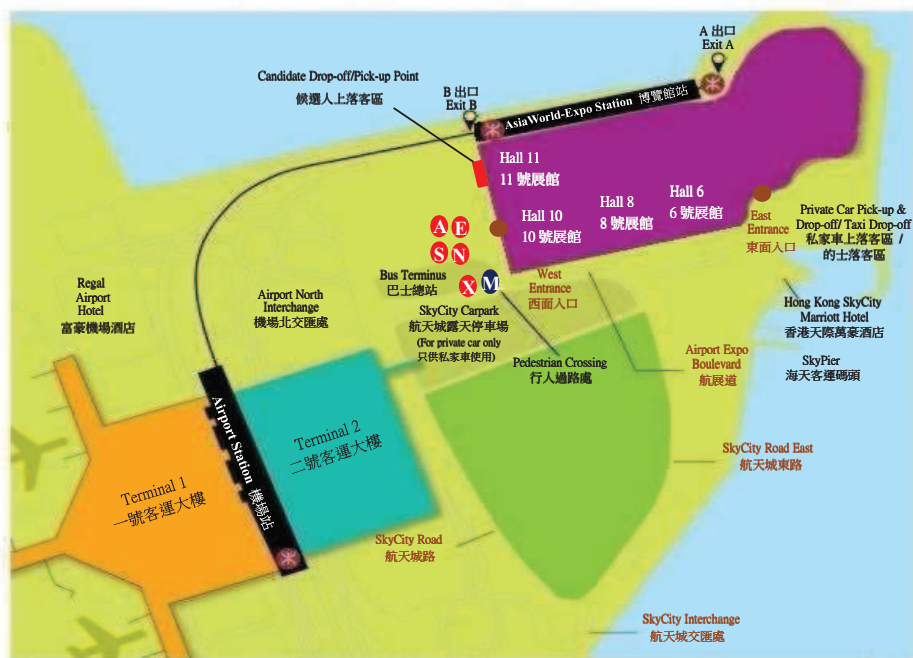 A 出口
Exit A
Candidate Drop-off/Pick-up Point
候選人上落客區
B 出口
Exit B
AsiaWorld-Expo Station 博覽館站
Hall 11
11 號展館
Hall 10
10 號展館
Hall 8
8 號展館
Hall 6
6 號展館
East
Entrance
東面入口
Private Car Pick-up &
Drop-off/ Taxi Drop-off
私家車上落客區 /
的士落客區
A E
S N
X M
Bus Terminus
巴士總站
West
Entrance
西面入口
Regal
Airport
Hotel
富豪機場酒店
Airport North
Interchange
機場北交匯處
SkyCity Carpark
航天城露天停車場
(For private car only
只供私家車使用)
Pedestrian Crossing
行人過路處
Hong Kong SkyCity
Marriott Hotel
香港天際萬豪酒店
Airport Expo
Boulevard
航展道
SkyPier
海天客運碼頭
Airport Station 機場站
Terminal 2
二號客運大樓
Terminal 1
一號客運大樓
SkyCity Road East
航天城東路
SkyCity Road
航天城路
SkyCity Interchange
航天城交匯處